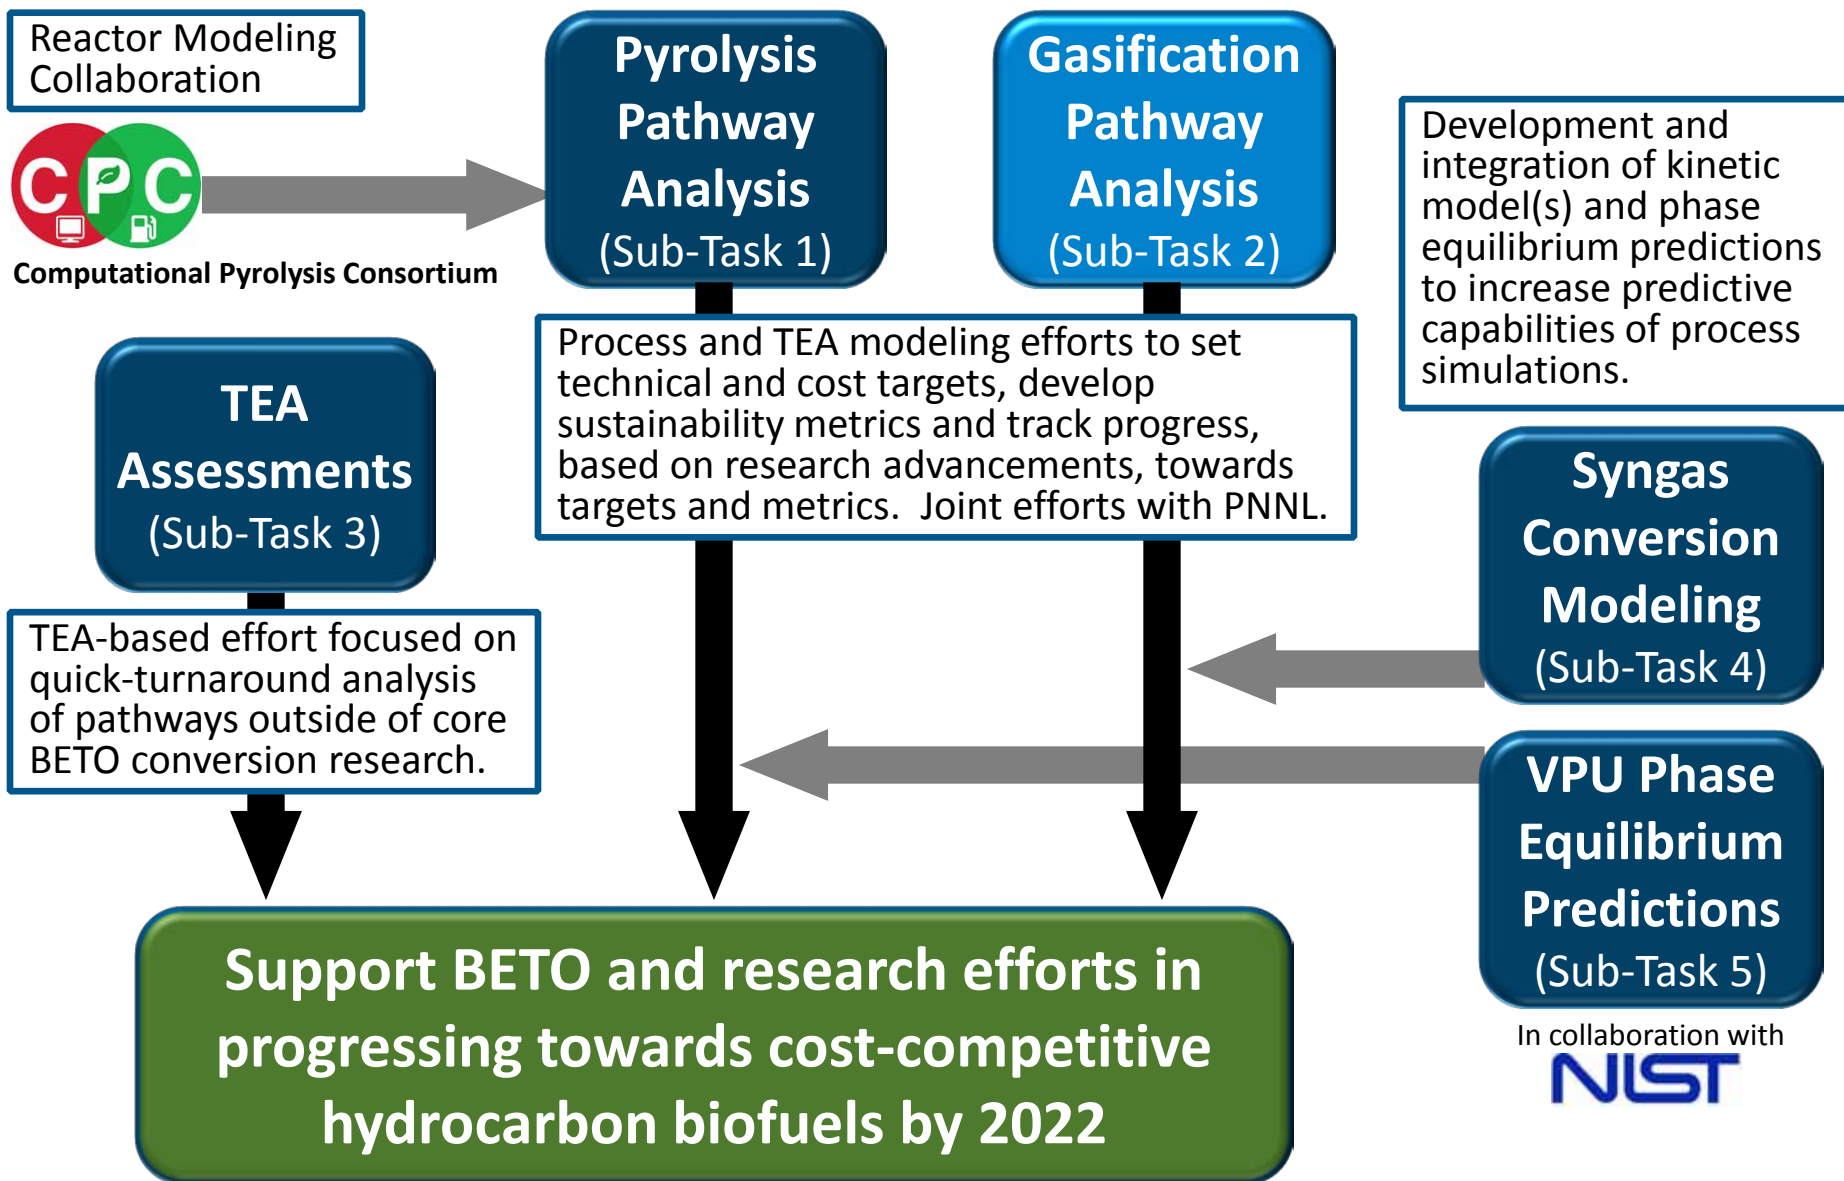 Reactor Modeling
Collaboration
CPC
Computational Pyrolysis Consortium
Pyrolysis
Pathway
Analysis
(Sub-Task 1)
Gasification
Pathway
Analysis
(Sub-Task 2)
Development and
integration of kinetic
model(s) and phase
equilibrium predictions
to increase predictive
capabilities of process
simulations.
Process and TEA modeling efforts to set
technical and cost targets, develop
sustainability metrics and track progress,
based on research advancements, towards
targets and metrics.  Joint efforts with PNNL.
TEA
Assessments
(Sub-Task 3)
TEA-based effort focused on
quick-turnaround analysis
of pathways outside of core
BETO conversion research.
Syngas
Conversion
Modeling
(Sub-Task 4)
VPU Phase
Equilibrium
Predictions
(Sub-Task 5)
In collaboration with
NIST
Support BETO and research efforts in
progressing towards cost-competitive
hydrocarbon biofuels by 2022